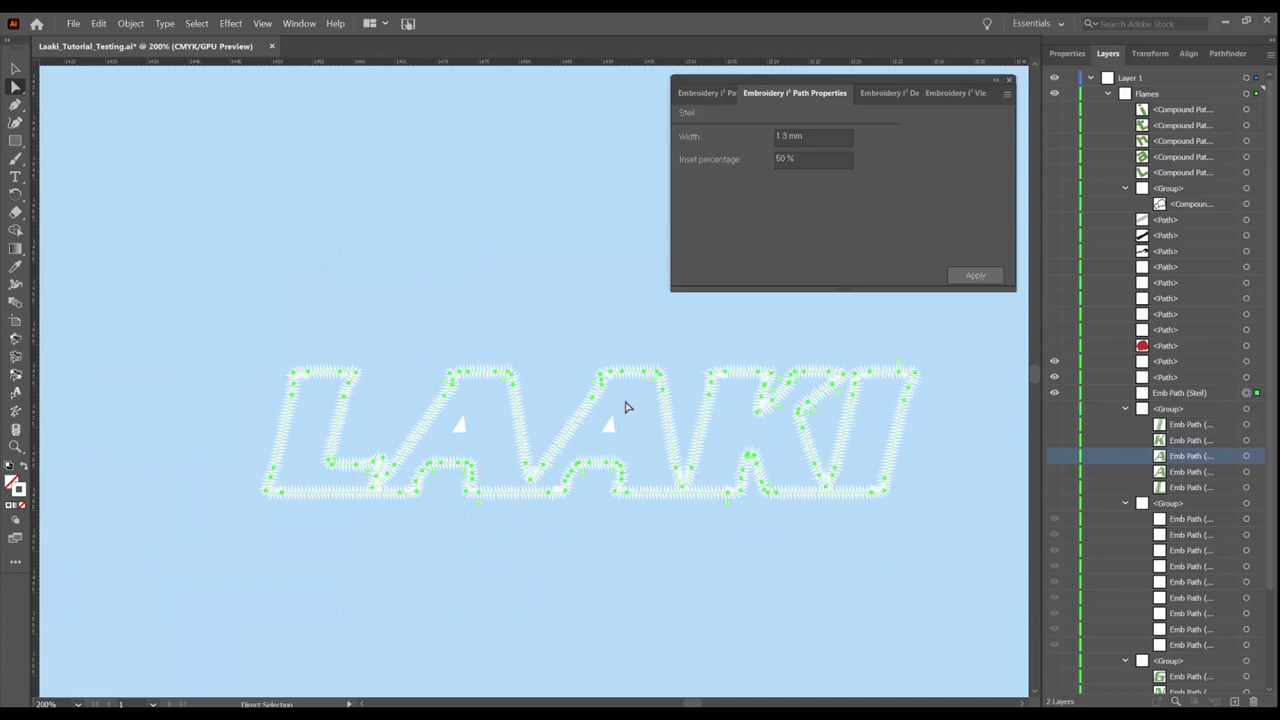 Ai File Edit Object Type Select Effect View Window Help Essentials Search Adobe Stock
Laaki_Tutorial_Testing.ai* @ 200% (CMYK/GPU Preview)
Embroidery i² Pa Embroidery i² Path Properties Embroidery i² De Embroidery i² Vie
Steil
Width: 1.3 mm
Inset percentage: 50 %
Apply
LAAKI
Properties Layers Transform Align Pathfinder
Layer 1
Flames
<Compound Pat...
<Compound Pat...
<Compound Pat...
<Compound Pat...
<Compound Pat...
<Group>
<Compoun...
<Path>
<Path>
<Path>
<Path>
<Path>
<Path>
<Path>
<Path>
<Path>
<Path>
<Path>
Emb Path (Steil)
<Group>
Emb Path (...
Emb Path (...
Emb Path (...
Emb Path (...
Emb Path (...
<Group>
Emb Path (...
Emb Path (...
Emb Path (...
Emb Path (...
Emb Path (...
Emb Path (...
Emb Path (...
Emb Path (...
Emb Path (...
<Group>
Emb Path (...
Emb Path (...
2 Layers
200% 1 Direct Selection